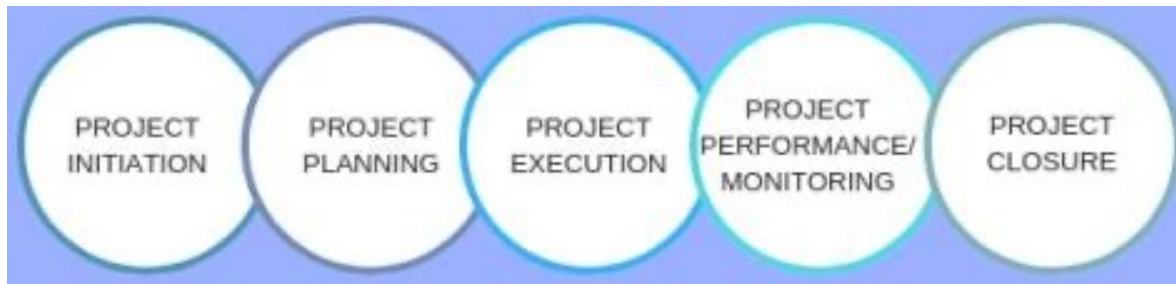 PROJECT
INITIATION
PROJECT
PLANNING
PROJECT
EXECUTION
PROJECT
PERFORMANCE/
MONITORING
PROJECT
CLOSURE